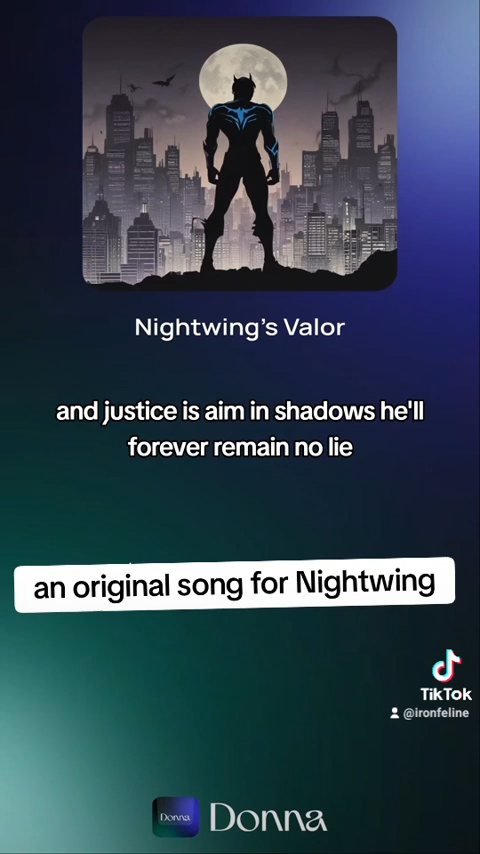 Nightwing's Valor
and justice is aim in shadows he'll
forever remain no lie
an original song for Nightwing
TikTok
@ironfeline
Donna
Donna